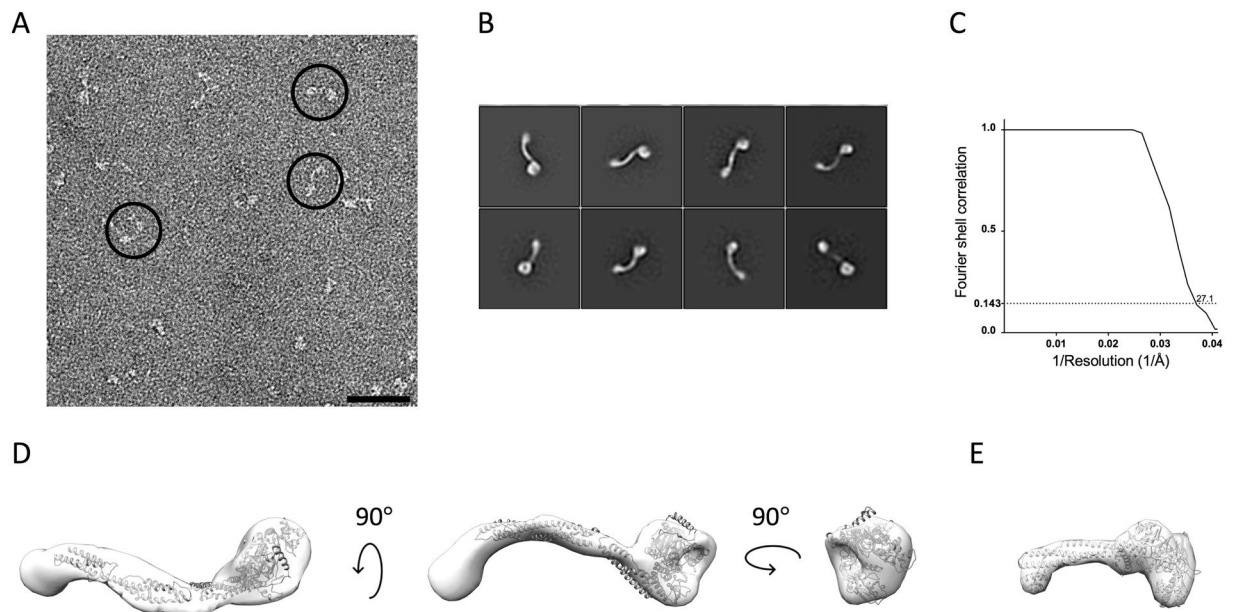 A
B
C
1.0
0.5
0.143
0.0
27.1
0.01
0.02
0.03
0.04
Fourier shell correlation
1/Resolution (1/Å)
D
90°
90°
E